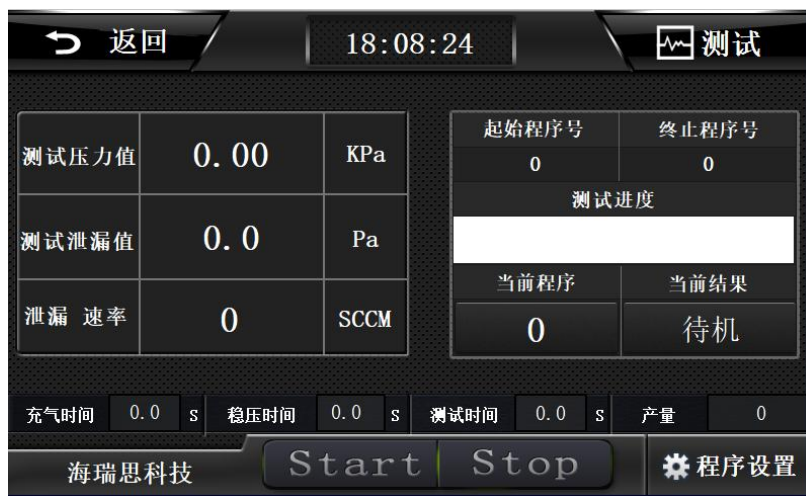 返回 18:08:24 测试
测试压力值 0.00 KPa
测试泄漏值 0.0 Pa
泄漏 速率 0 SCCM
起始程序号 终止程序号
0 0
测试进度
当前程序 当前结果
0 待机
充气时间 0.0 s 稳压时间 0.0 s 测试时间 0.0 s 产量 0
海瑞思科技 Start Stop 程序设置